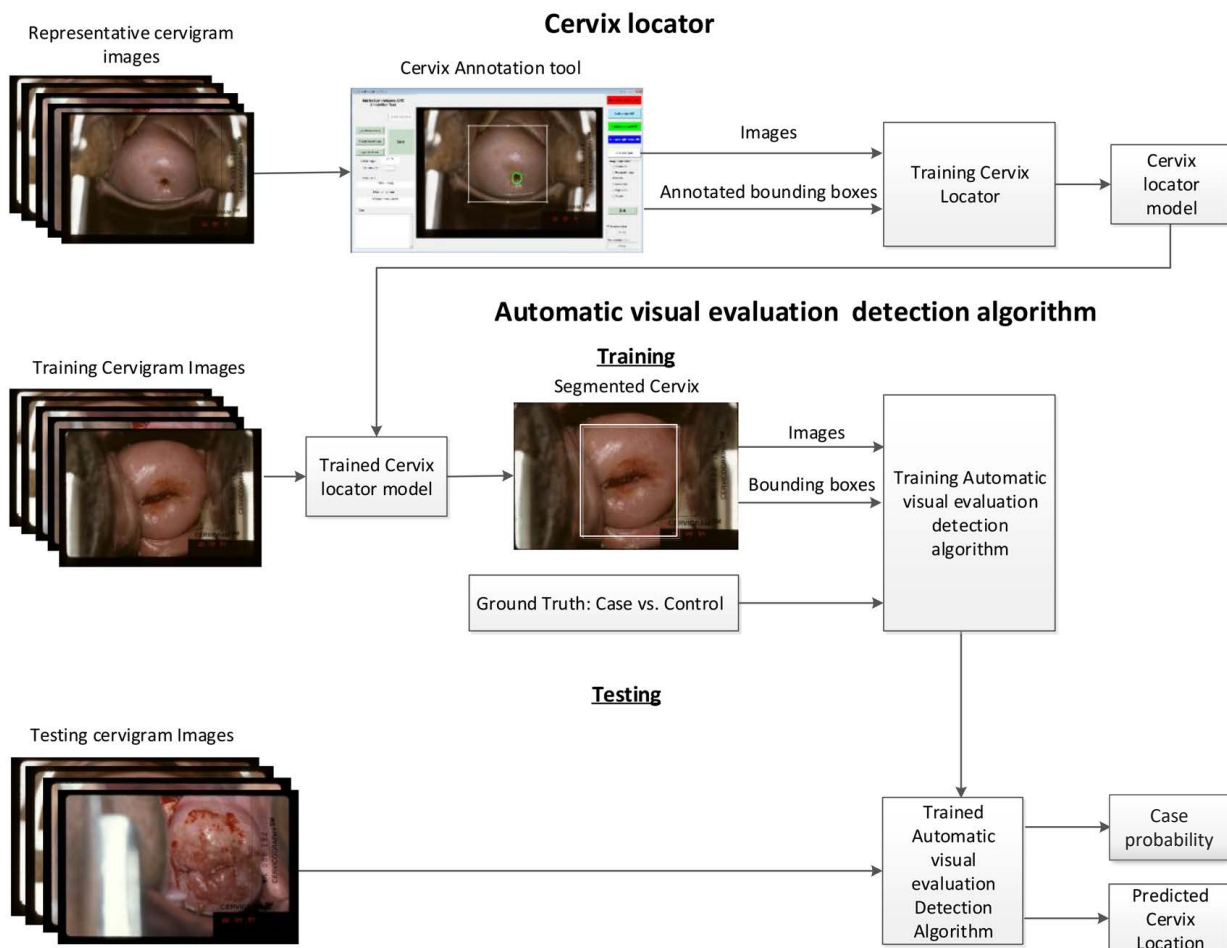 Cervix locator
Representative cervigram
images
Cervix Annotation tool
Images
Annotated bounding boxes
Training Cervix
Locator
Cervix
locator
model
Automatic visual evaluation  detection algorithm
Training
Training Cervigram Images
Segmented Cervix
Trained Cervix
locator model
Images
Bounding boxes
Training Automatic
visual evaluation
detection
algorithm
Ground Truth: Case vs. Control
Testing
Testing cervigram Images
Trained
Automatic
visual
evaluation
Detection
Algorithm
Case
probability
Predicted
Cervix
Location